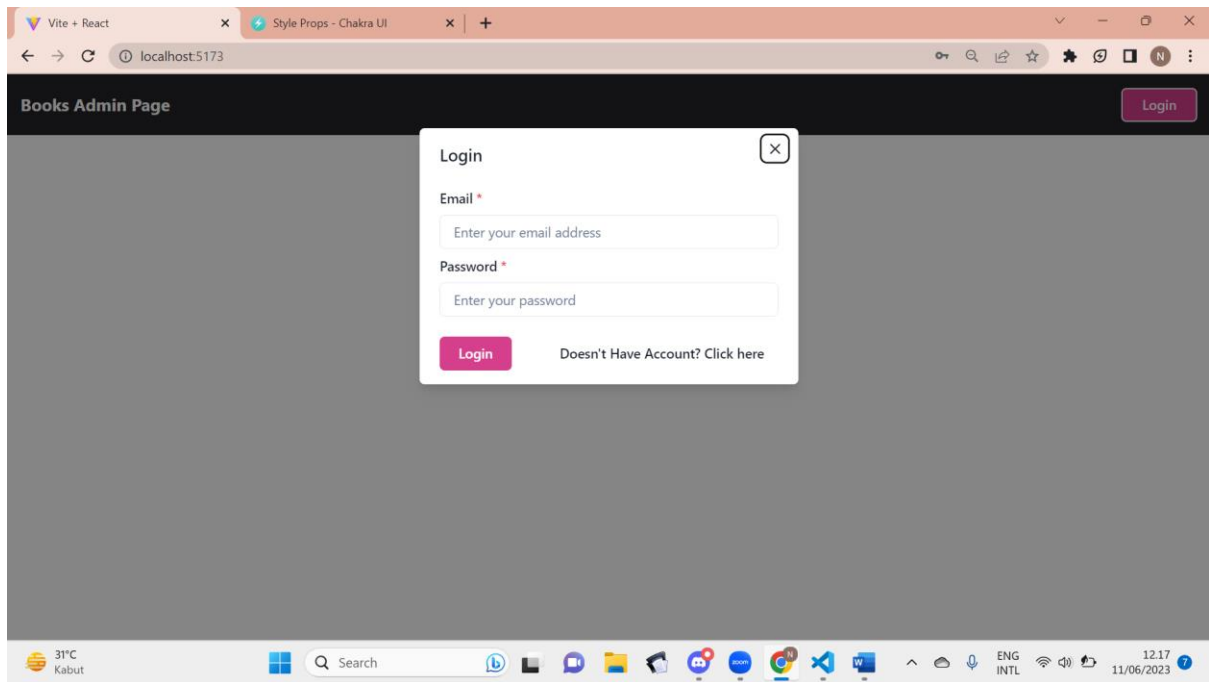 Vite + React
Style Props - Chakra UI
localhost:5173
N
Books Admin Page
Login
Login
Email *
Enter your email address
Password *
Enter your password
Login Doesn't Have Account? Click here
31°C
Kabut
Search
zoom
N
ENG
INTL
12.17
11/06/2023
7